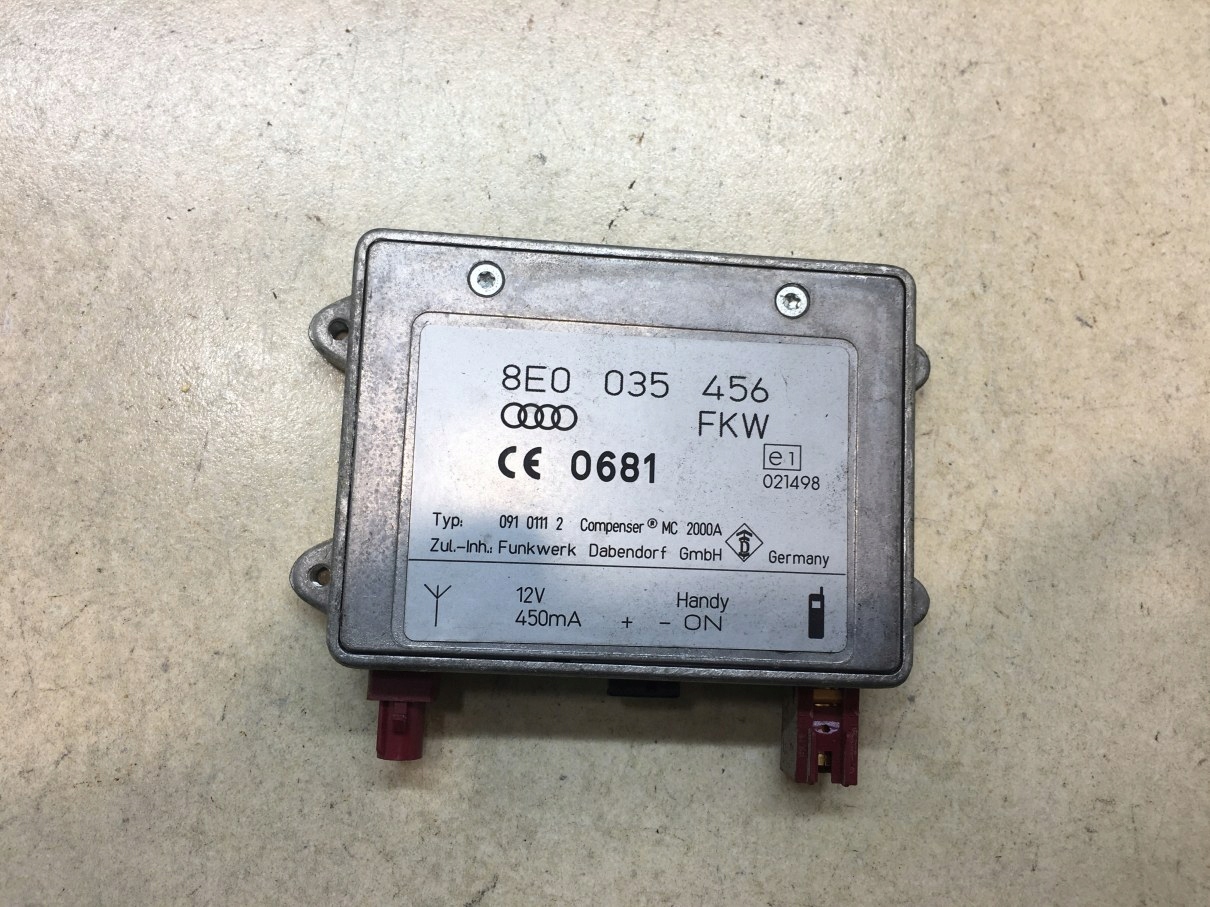 8E0 035 456
FKW
CE 0681
e1
021498
Typ: 091 0111 2 Compenser® MC 2000A
Zul.-Inh.: Funkwerk Dabendorf GmbH Germany
12V Handy
450mA + - ON